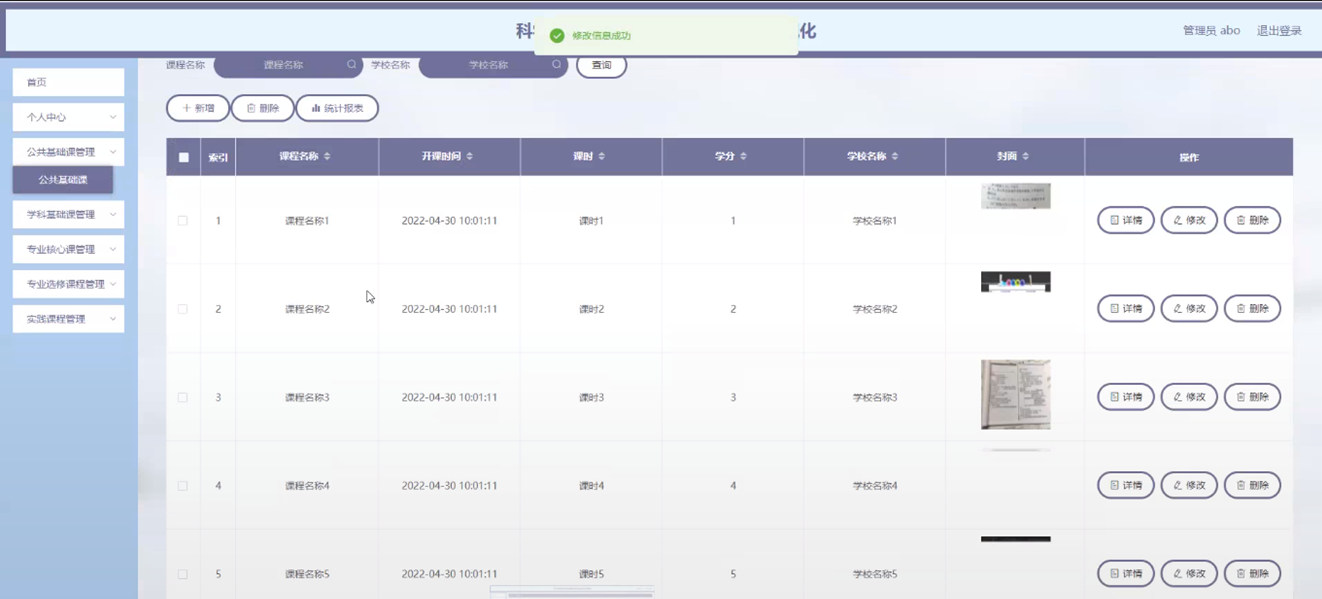 科
化
修改信息成功
管理员 abo
退出登录
首页
个人中心
公共基础课管理
公共基础课
学科基础课管理
专业核心课管理
专业选修课程管理
实践课程管理
课程名称 课程名称 学校名称 学校名称 查询
新增 删除 统计报表
索引 课程名称 开课时间 课时 学分 学校名称 封面 操作
1 课程名称1 2022-04-30 10:01:11 课时1 1 学校名称1 详情 修改 删除
2 课程名称2 2022-04-30 10:01:11 课时2 2 学校名称2 详情 修改 删除
3 课程名称3 2022-04-30 10:01:11 课时3 3 学校名称3 详情 修改 删除
4 课程名称4 2022-04-30 10:01:11 课时4 4 学校名称4 详情 修改 删除
5 课程名称5 2022-04-30 10:01:11 课时5 5 学校名称5 详情 修改 删除